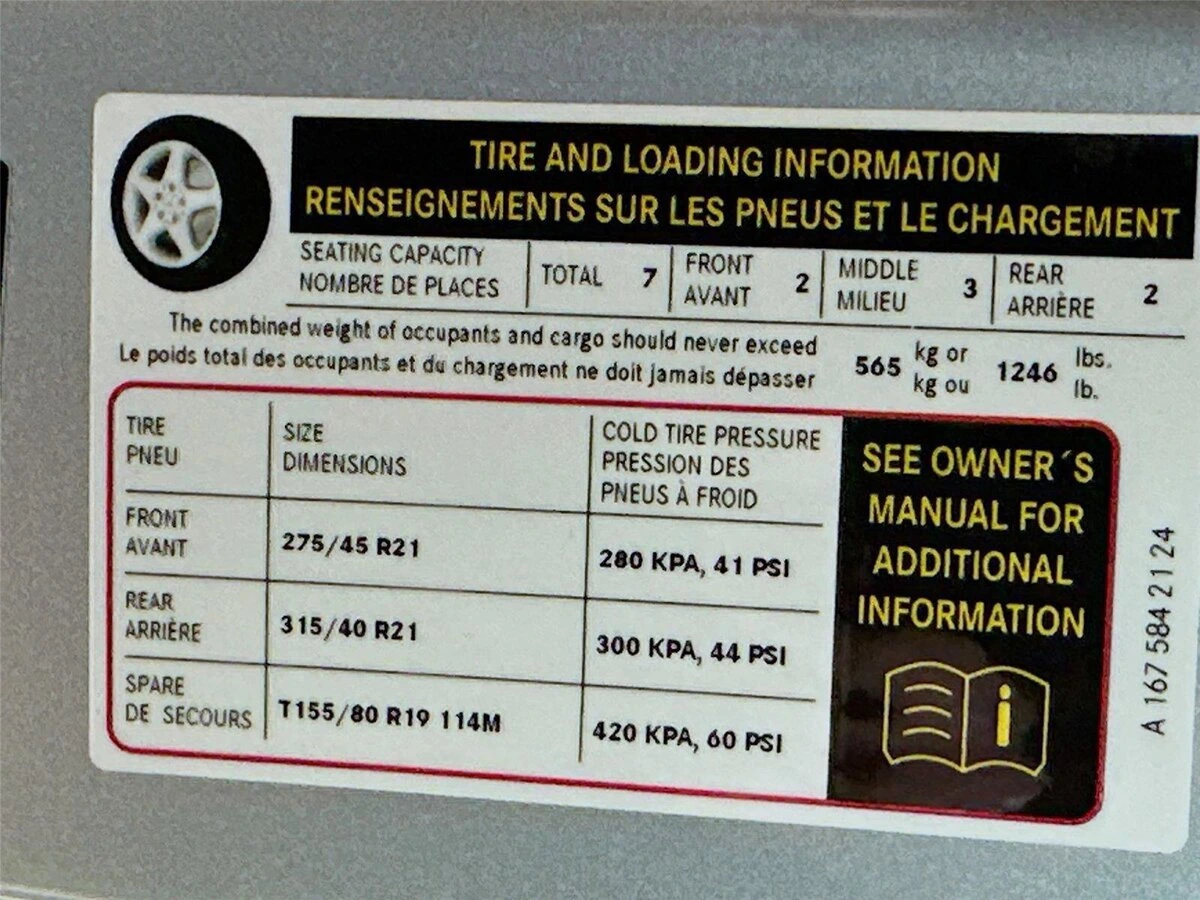 TIRE AND LOADING INFORMATION
RENSEIGNEMENTS SUR LES PNEUS ET LE CHARGEMENT
SEATING CAPACITY
NOMBRE DE PLACES
TOTAL 7
FRONT
AVANT
2
MIDDLE
MILIEU
3
REAR
ARRIÈRE
2
The combined weight of occupants and cargo should never exceed
Le poids total des occupants et du chargement ne doit jamais dépasser
565
kg or
kg ou
1246
lbs.
lb.
TIRE
PNEU
SIZE
DIMENSIONS
COLD TIRE PRESSURE
PRESSION DES
PNEUS À FROID
FRONT
AVANT
275/45 R21
280 KPA, 41 PSI
REAR
ARRIÈRE
315/40 R21
300 KPA, 44 PSI
SPARE
DE SECOURS
T155/80 R19 114M
420 KPA, 60 PSI
SEE OWNER´S
MANUAL FOR
ADDITIONAL
INFORMATION
i
A 167 584 21 24